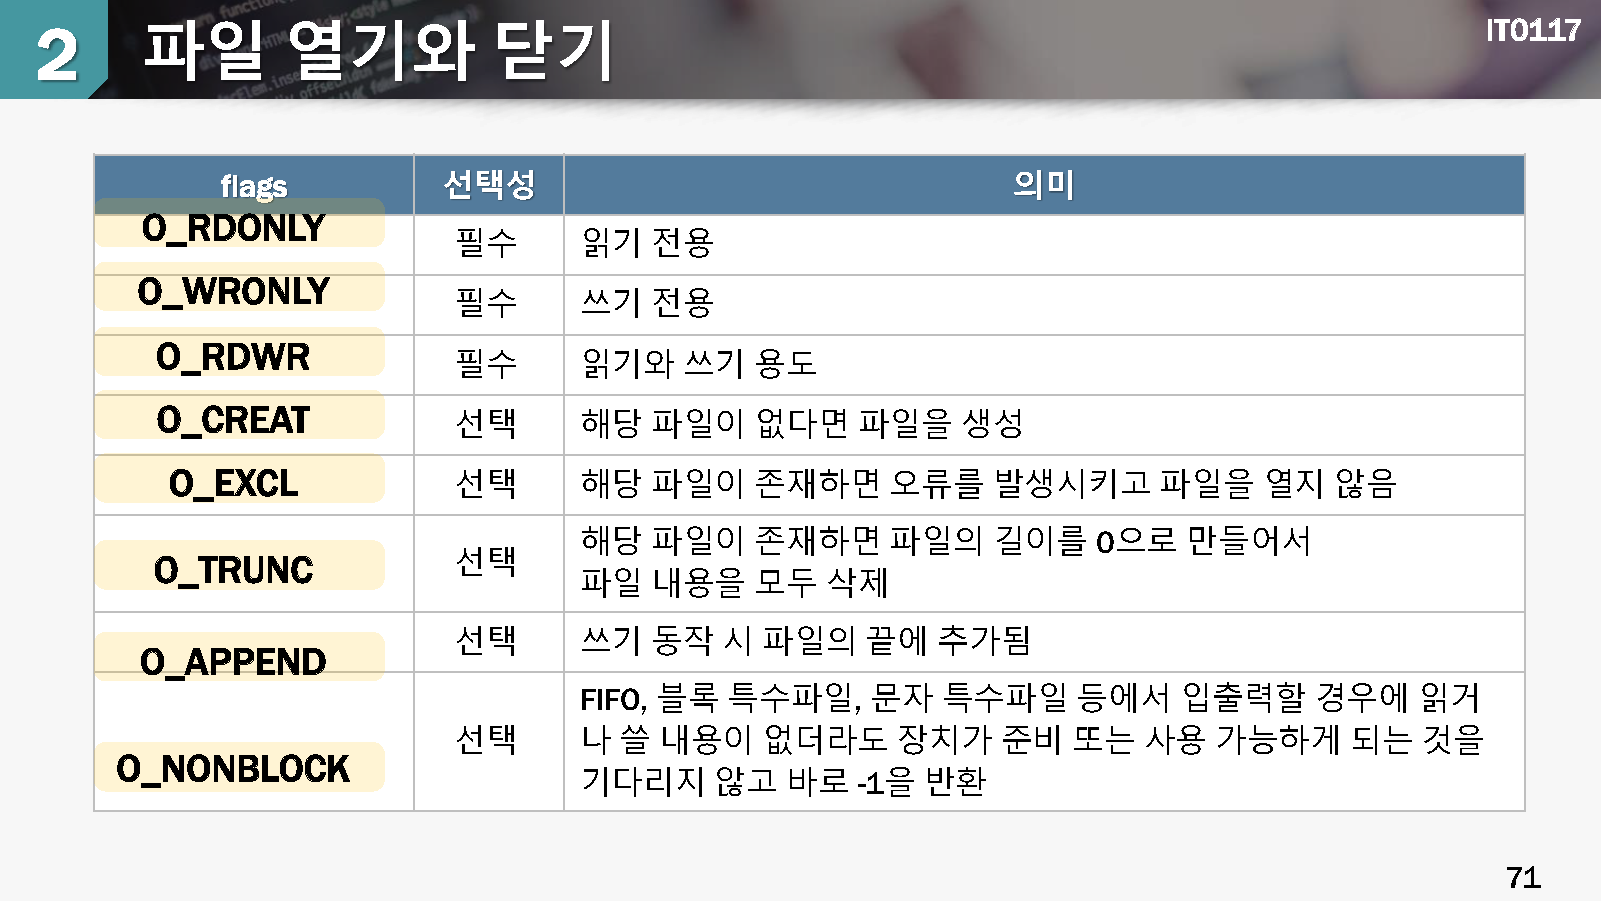 2 파일 열기와 닫기
IT0117
flags 선택성 의미
O_RDONLY 필수 읽기 전용
O_WRONLY 필수 쓰기 전용
O_RDWR 필수 읽기와 쓰기 용도
O_CREAT 선택 해당 파일이 없다면 파일을 생성
O_EXCL 선택 해당 파일이 존재하면 오류를 발생시키고 파일을 열지 않음
O_TRUNC 선택 해당 파일이 존재하면 파일의 길이를 0으로 만들어서
파일 내용을 모두 삭제
O_APPEND 선택 쓰기 동작 시 파일의 끝에 추가됨
O_NONBLOCK 선택 FIFO, 블록 특수파일, 문자 특수파일 등에서 입출력할 경우에 읽거
나 쓸 내용이 없더라도 장치가 준비 또는 사용 가능하게 되는 것을
기다리지 않고 바로 -1을 반환
71